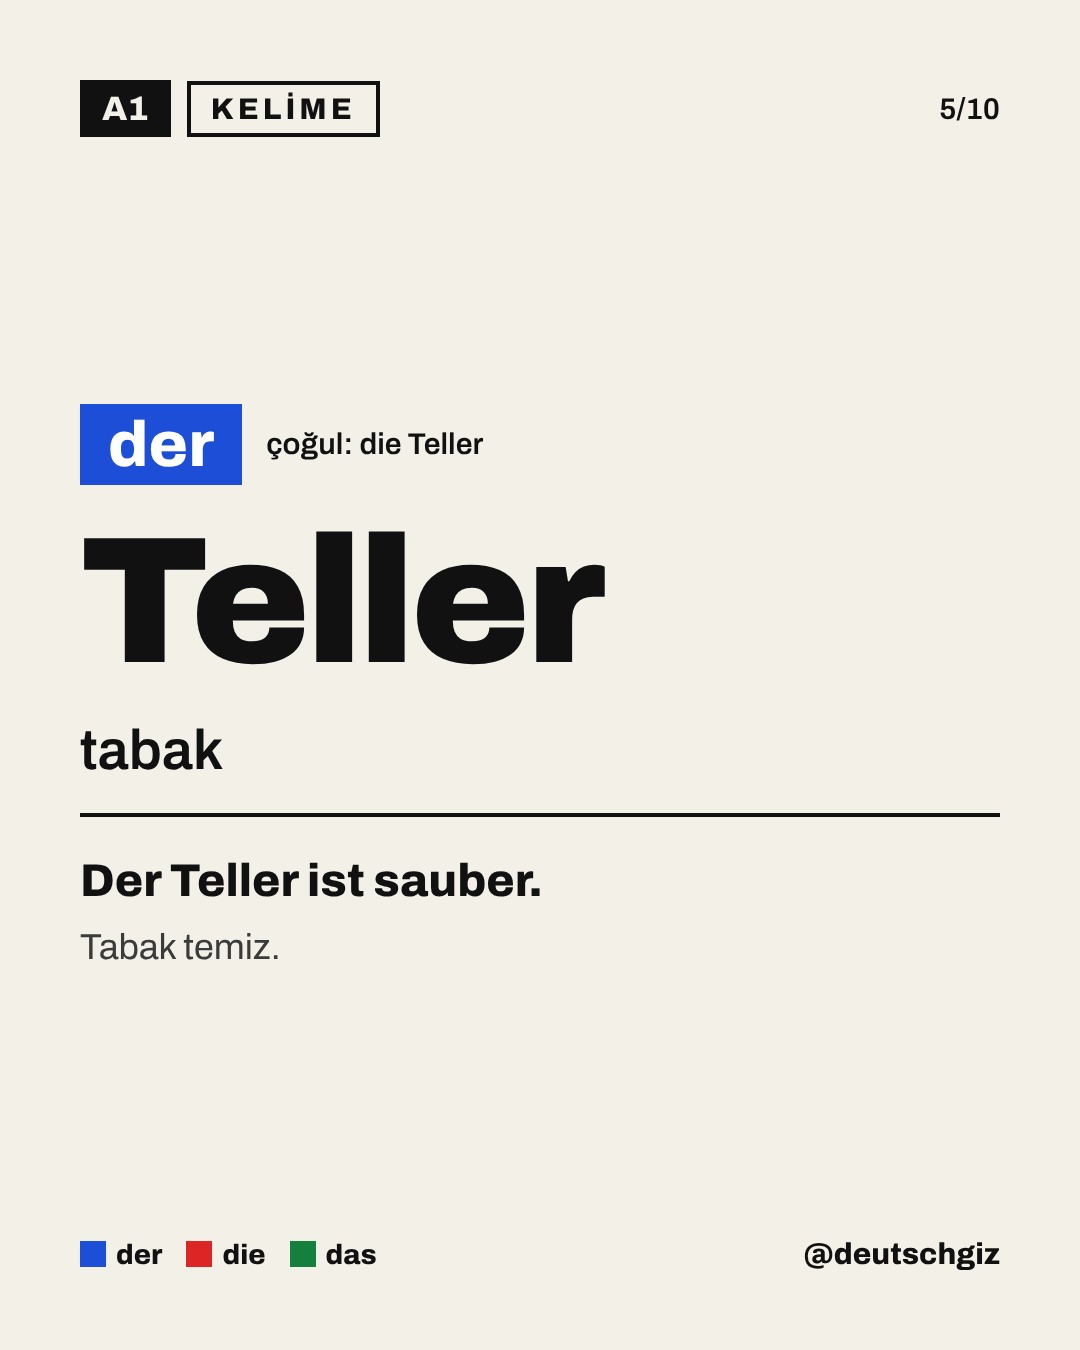 A1 KELİME 5/10
der çoğul: die Teller
Teller
tabak
Der Teller ist sauber.
Tabak temiz.
der die das @deutschgiz